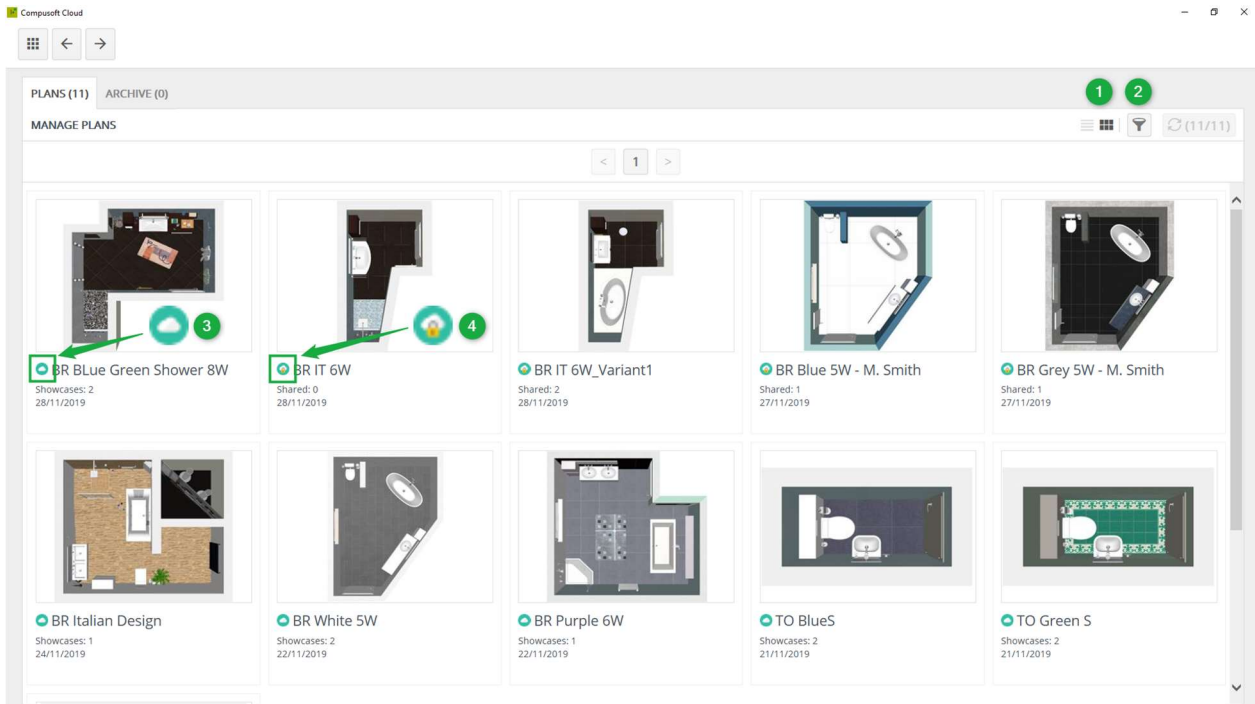 Compusoft Cloud
PLANS (11) ARCHIVE (0)
1 2
MANAGE PLANS
(11/11)
< 1 >
3
4
BR BLue Green Shower 8W
Showcases: 2
28/11/2019
BR IT 6W
Shared: 0
28/11/2019
BR IT 6W_Variant1
Shared: 2
28/11/2019
BR Blue 5W - M. Smith
Shared: 1
27/11/2019
BR Grey 5W - M. Smith
Shared: 1
27/11/2019
BR Italian Design
Showcases: 1
24/11/2019
BR White 5W
Showcases: 2
22/11/2019
BR Purple 6W
Showcases: 1
22/11/2019
TO BlueS
Showcases: 2
21/11/2019
TO Green S
Showcases: 2
21/11/2019